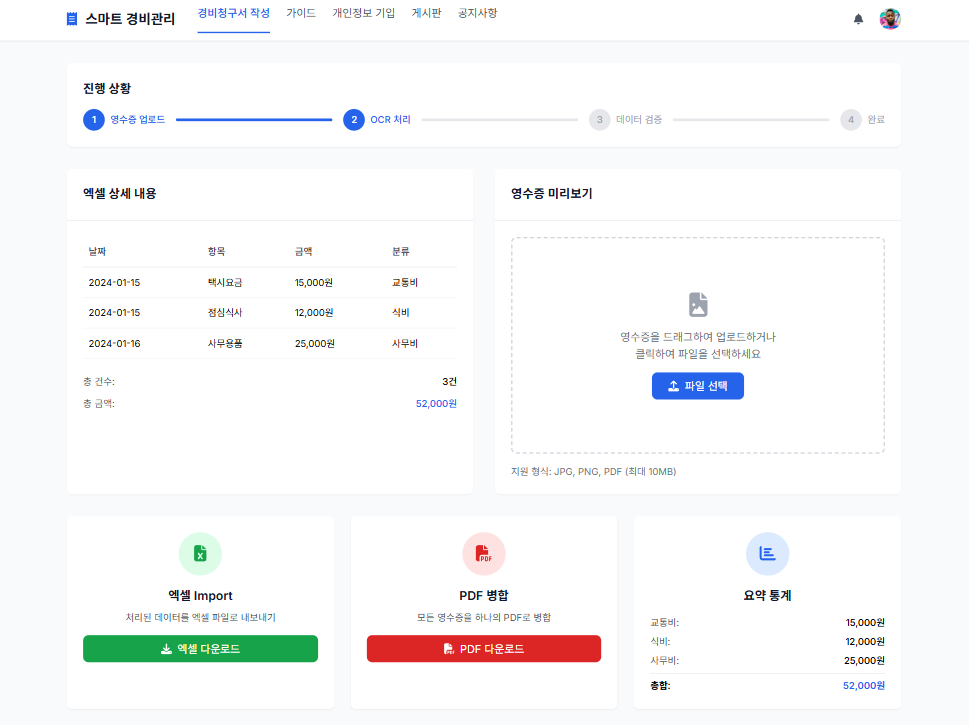 스마트 경비관리
경비청구서 작성 가이드 개인정보 기입 게시판 공지사항
진행 상황
1 영수증 업로드 2 OCR 처리 3 데이터 검증 4 완료
엑셀 상세 내용
날짜 항목 금액 분류
2024-01-15 택시요금 15,000원 교통비
2024-01-15 점심식사 12,000원 식비
2024-01-16 사무용품 25,000원 사무비
총 건수: 3건
총 금액: 52,000원
영수증 미리보기
영수증을 드래그하여 업로드하거나
클릭하여 파일을 선택하세요
파일 선택
지원 형식: JPG, PNG, PDF (최대 10MB)
엑셀 Import
처리된 데이터를 엑셀 파일로 내보내기
엑셀 다운로드
PDF
PDF 병합
모든 영수증을 하나의 PDF로 병합
PDF 다운로드
요약 통계
교통비: 15,000원
식비: 12,000원
사무비: 25,000원
총합: 52,000원